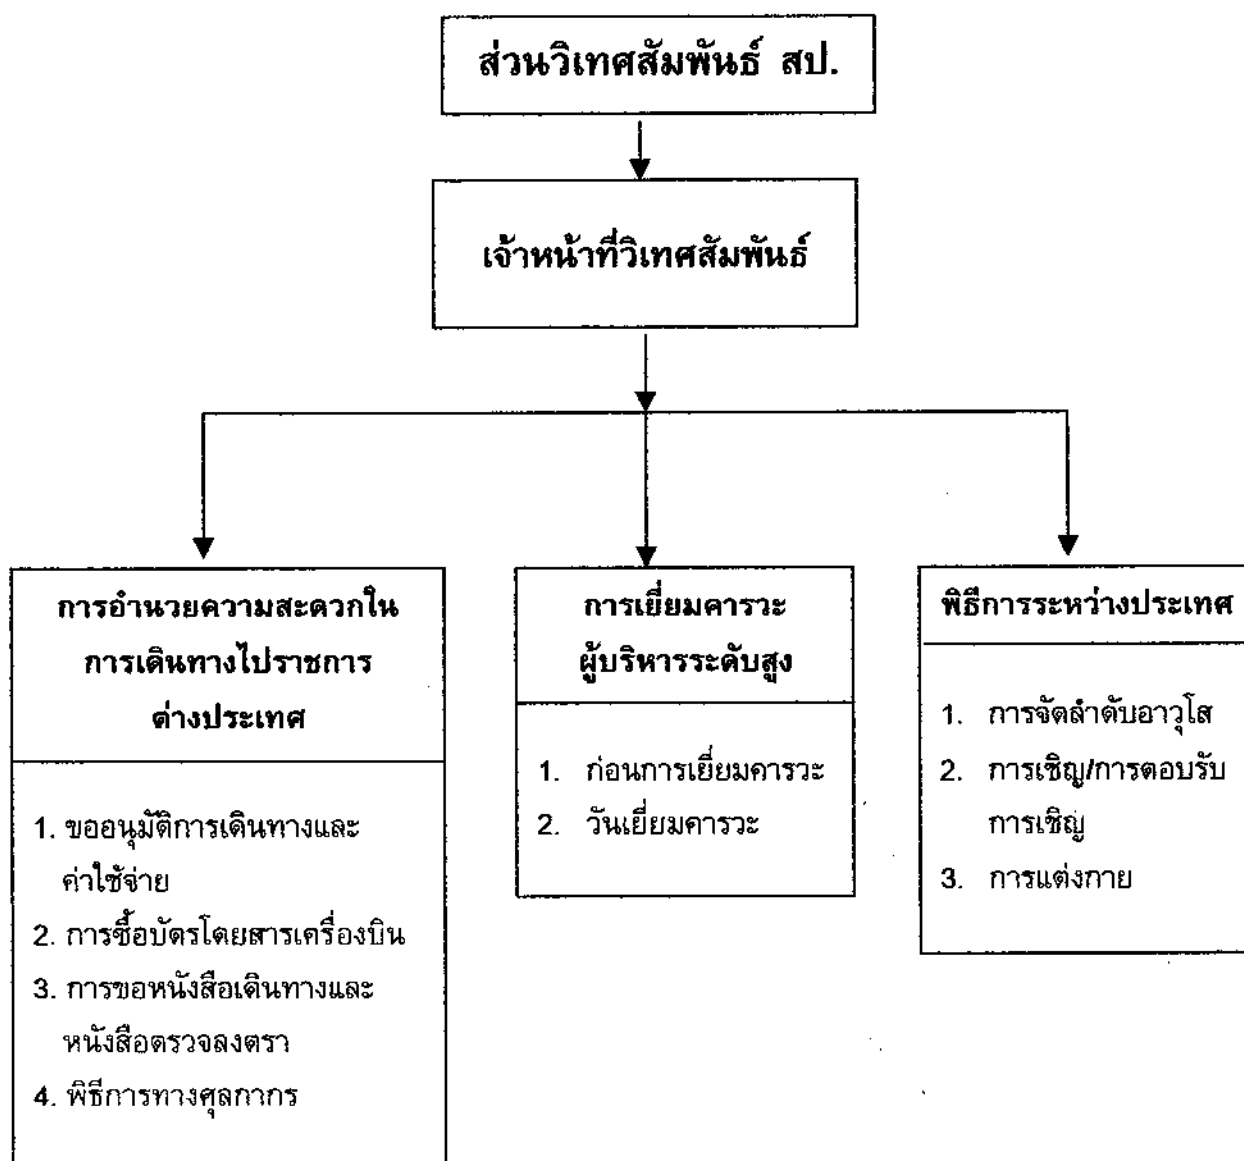 ส่วนวิเทศสัมพันธ์ สป.
เจ้าหน้าที่วิเทศสัมพันธ์
การอำนวยความสะดวกใน
การเดินทางไปราชการ
ต่างประเทศ
1. ขออนุมัติการเดินทางและ
ค่าใช้จ่าย
2. การซื้อบัตรโดยสารเครื่องบิน
3. การขอหนังสือเดินทางและ
หนังสือตรวจลงตรา
4. พิธีการทางศุลกากร
การเยี่ยมคารวะ
ผู้บริหารระดับสูง
1. ก่อนการเยี่ยมคารวะ
2. วันเยี่ยมคารวะ
พิธีการระหว่างประเทศ
1. การจัดลำดับอาวุโส
2. การเชิญ/การตอบรับ
การเชิญ
3. การแต่งกาย